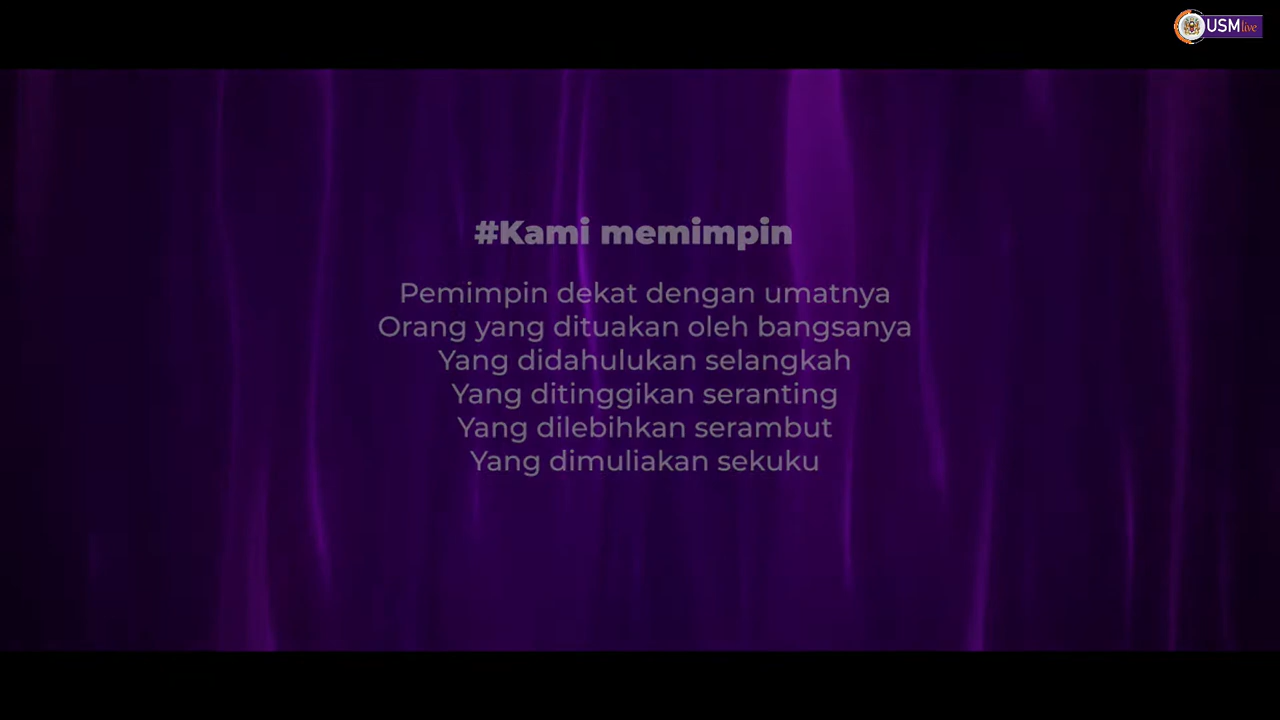 USMlive
#Kami memimpin
Pemimpin dekat dengan umatnya
Orang yang dituakan oleh bangsanya
Yang didahulukan selangkah
Yang ditinggikan seranting
Yang dilebihkan serambut
Yang dimuliakan sekuku